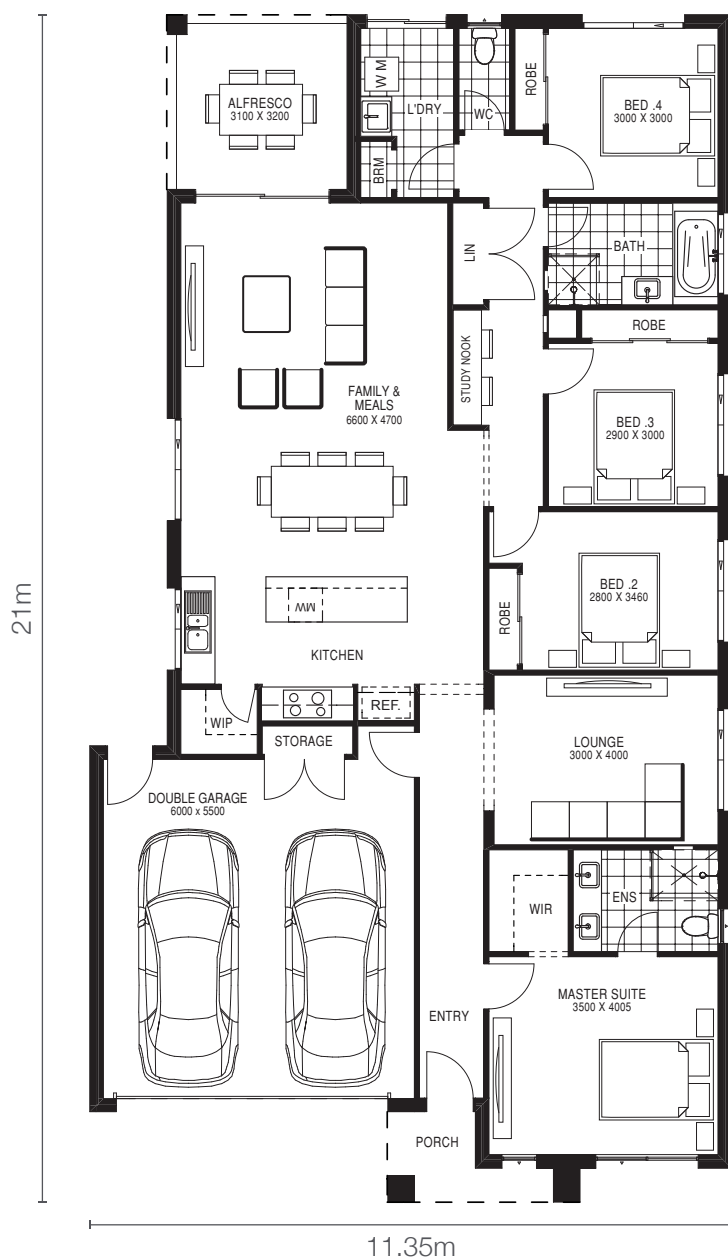 W M
L'DRY
WC
ROBE
BED .4
3000 X 3000
ALFRESCO
3100 X 3200
BRM
LIN
BATH
ROBE
STUDY NOOK
FAMILY &
MEALS
6600 X 4700
BED .3
2900 X 3000
BED .2
2800 X 3460
ROBE
MW
KITCHEN
21m
WIP
REF.
STORAGE
LOUNGE
3000 X 4000
DOUBLE GARAGE
6000 x 5500
WIR
ENS
MASTER SUITE
3500 X 4005
ENTRY
PORCH
11.35m